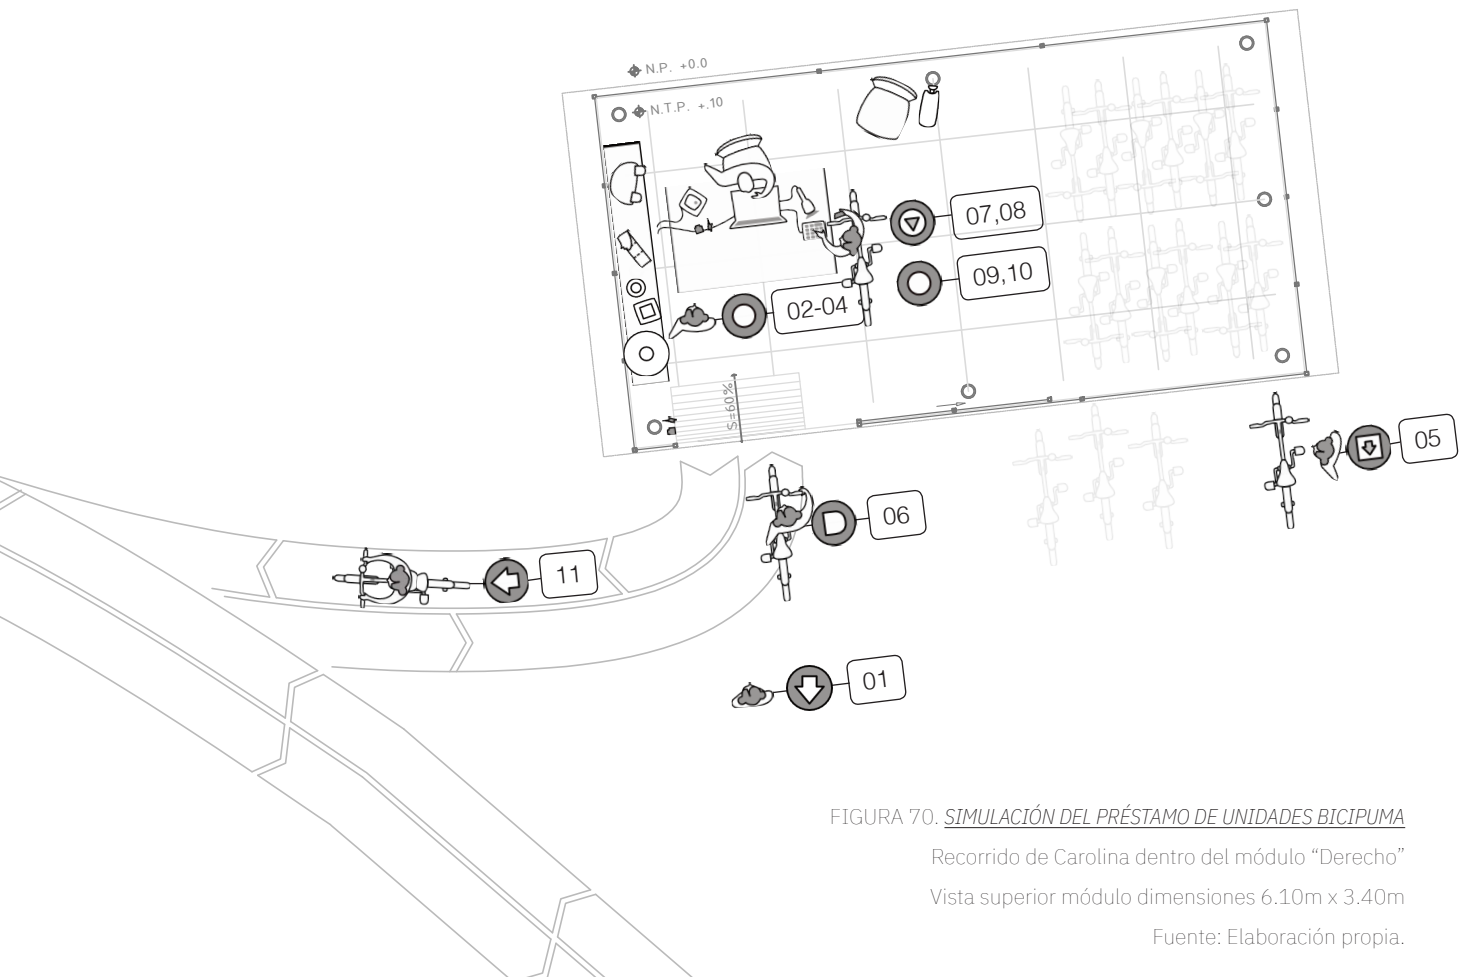 N.P. +0.0
N.T.P. +.10
07,08
09,10
02-04
S=60%
05
06
11
01
FIGURA 70. SIMULACIÓN DEL PRÉSTAMO DE UNIDADES BICIPUMA
Recorrido de Carolina dentro del módulo “Derecho”
Vista superior módulo dimensiones 6.10m x 3.40m
Fuente: Elaboración propia.